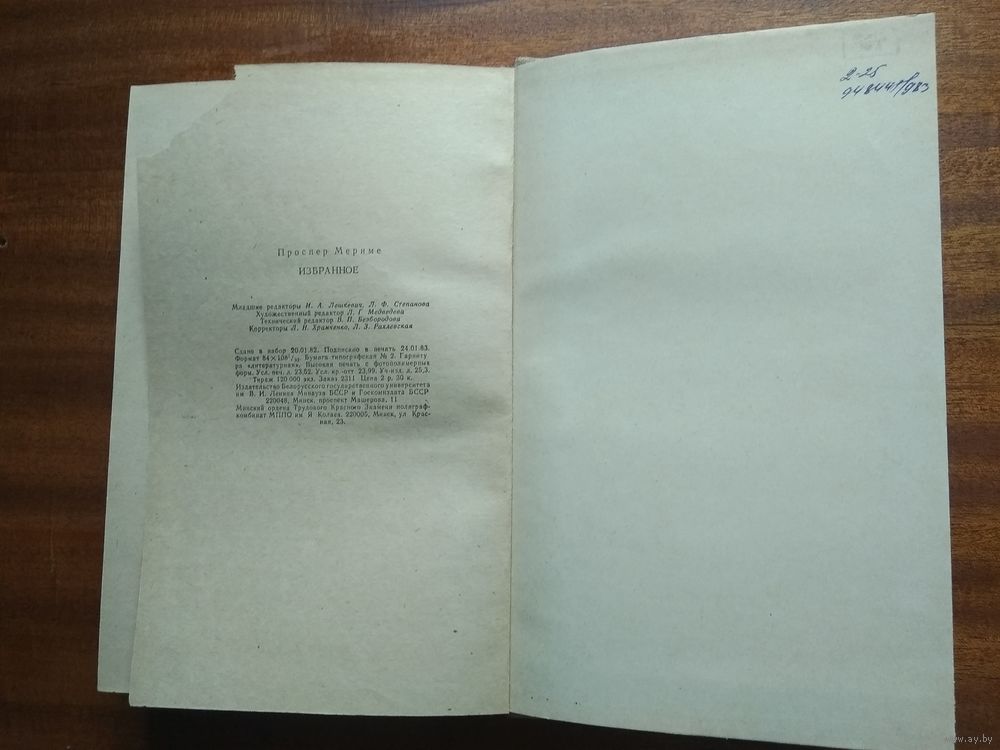 Проспер Мериме
ИЗБРАННОЕ
Младшие редакторы И. А. Лешкевич, Л. Ф. Степанова
Художественный редактор Л. Г. Медведева
Технический редактор В. П. Безбородова
Корректоры Л. Н. Храмченко, Л. З. Рахлевская
Сдано в набор 20.01.82. Подписано в печать 24.01.83.
Формат 84×108¹/₃₂. Бумага типографская № 2. Гарниту
ра «литературная». Высокая печать с фотополимерных
форм. Усл. печ. л. 23,52. Усл. кр.-отт 23,99. Уч-изд. л. 25,3.
Тираж 120 000 экз. Заказ 2311 Цена 2 р. 30 к.
Издательство Белорусского государственного университета
им В. И. Ленина Минвуза БССР и Госкомиздата БССР
220048, Минск, проспект Машерова, 11
Минский ордена Трудового Красного Знамени полиграф-
комбинат МППО им Я Коласа. 220005, Минск, ул Крас-
ная, 23.
2-25
www.ay.by